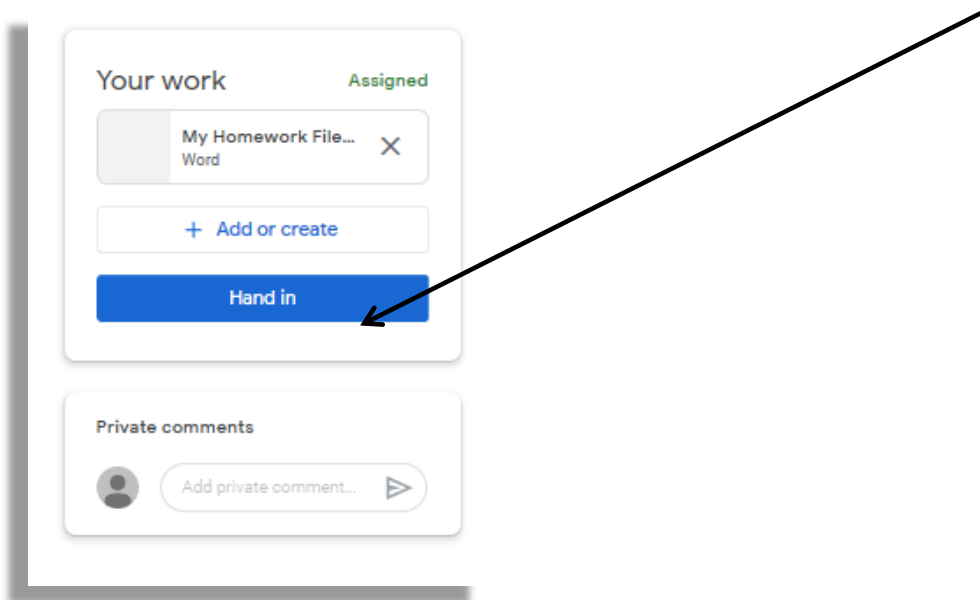 Your work Assigned
My Homework File...
Word
+ Add or create
Hand in
Private comments
Add private comment...